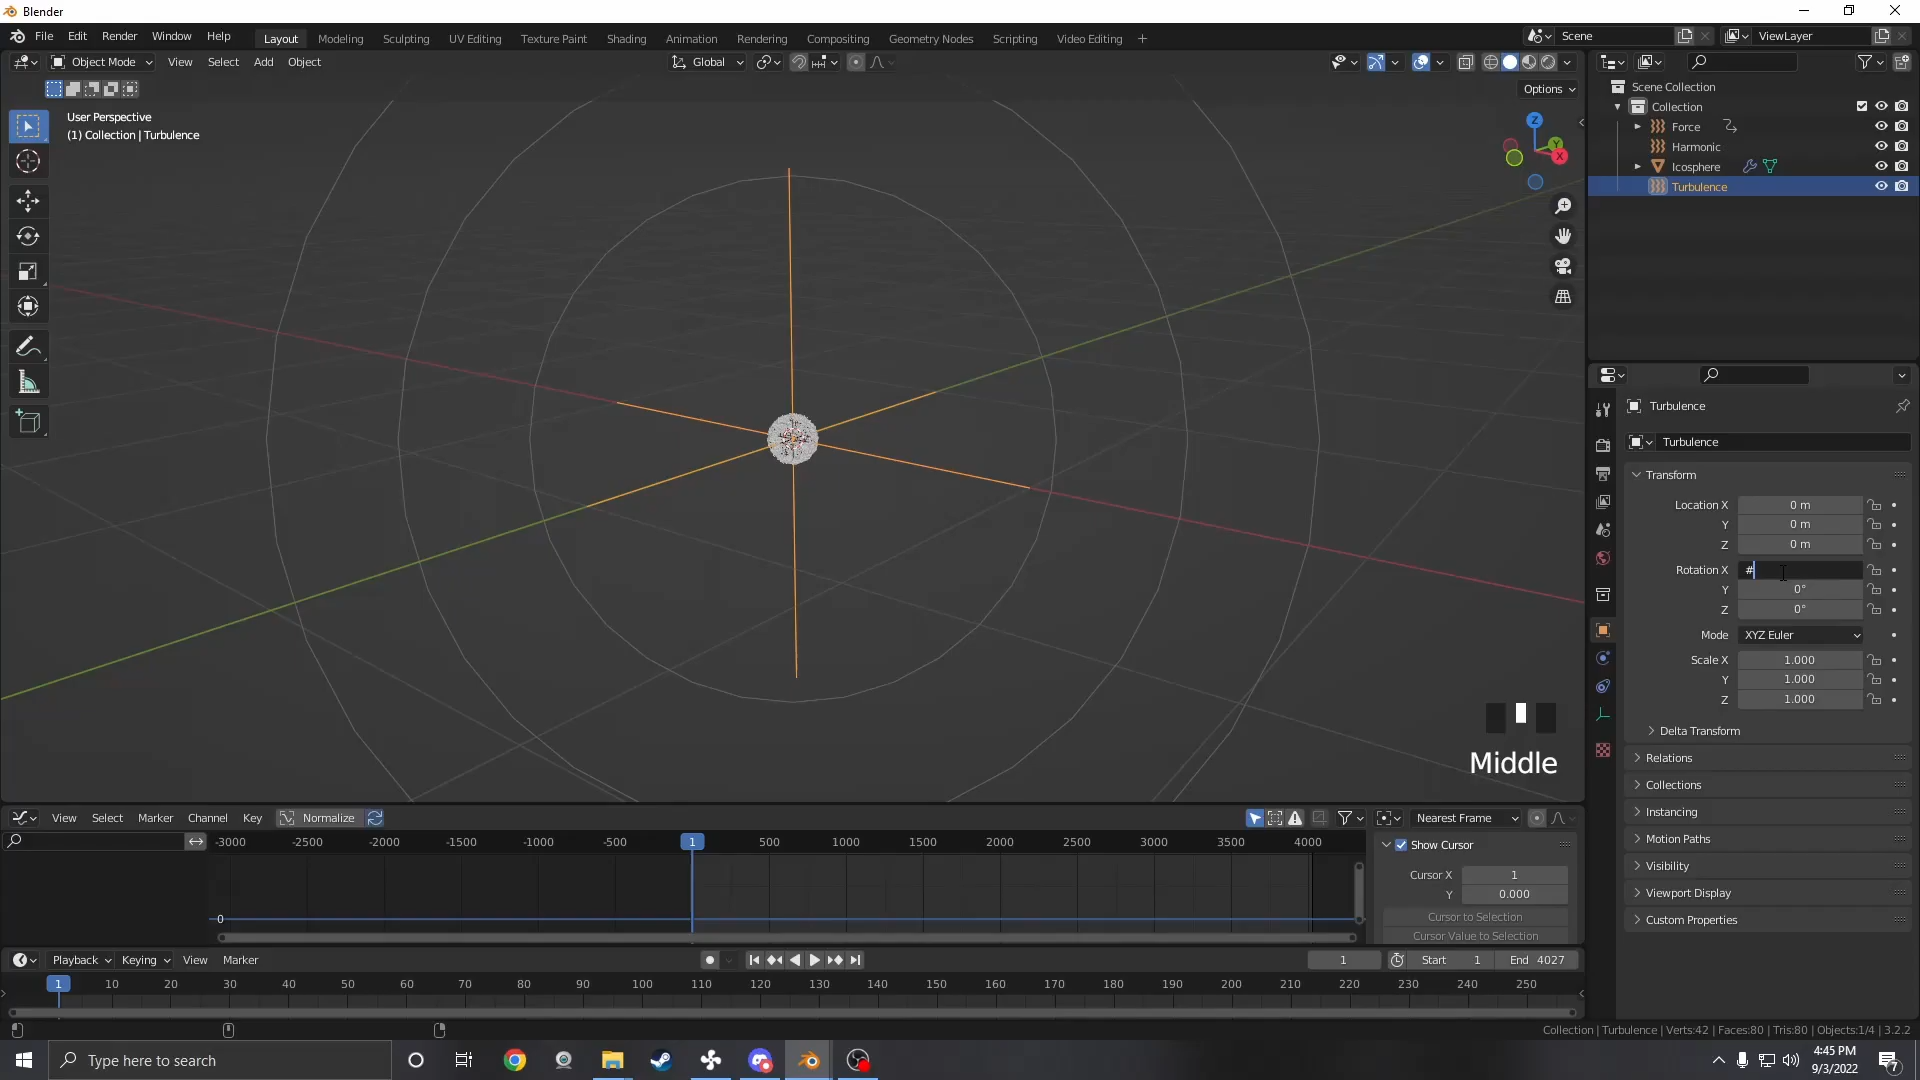 Blender
File Edit Render Window Help
Layout Modeling Sculpting UV Editing Texture Paint Shading Animation Rendering Compositing Geometry Nodes Scripting Video Editing +
Scene
ViewLayer
Object Mode View Select Add Object
Global
Options
User Perspective
(1) Collection | Turbulence
Z
Y
X
Scene Collection
Collection
Force
Harmonic
Icosphere
Turbulence
Turbulence
Turbulence
Transform
Location X 0 m
Y 0 m
Z 0 m
Rotation X #
Y 0°
Z 0°
Mode XYZ Euler
Scale X 1.000
Y 1.000
Z 1.000
Delta Transform
Relations
Collections
Instancing
Motion Paths
Visibility
Viewport Display
Custom Properties
Middle
View Select Marker Channel Key Normalize
Nearest Frame
-3000 -2500 -2000 -1500 -1000 -500 1 500 1000 1500 2000 2500 3000 3500 4000
0
Show Cursor
Cursor X 1
Y 0.000
Cursor to Selection
Cursor Value to Selection
Playback Keying View Marker
1
Start 1
End 4027
1 10 20 30 40 50 60 70 80 90 100 110 120 130 140 150 160 170 180 190 200 210 220 230 240 250
Collection | Turbulence | Verts:42 | Faces:80 | Tris:80 | Objects:1/4 | 3.2.2
Type here to search
4:45 PM
9/3/2022
7